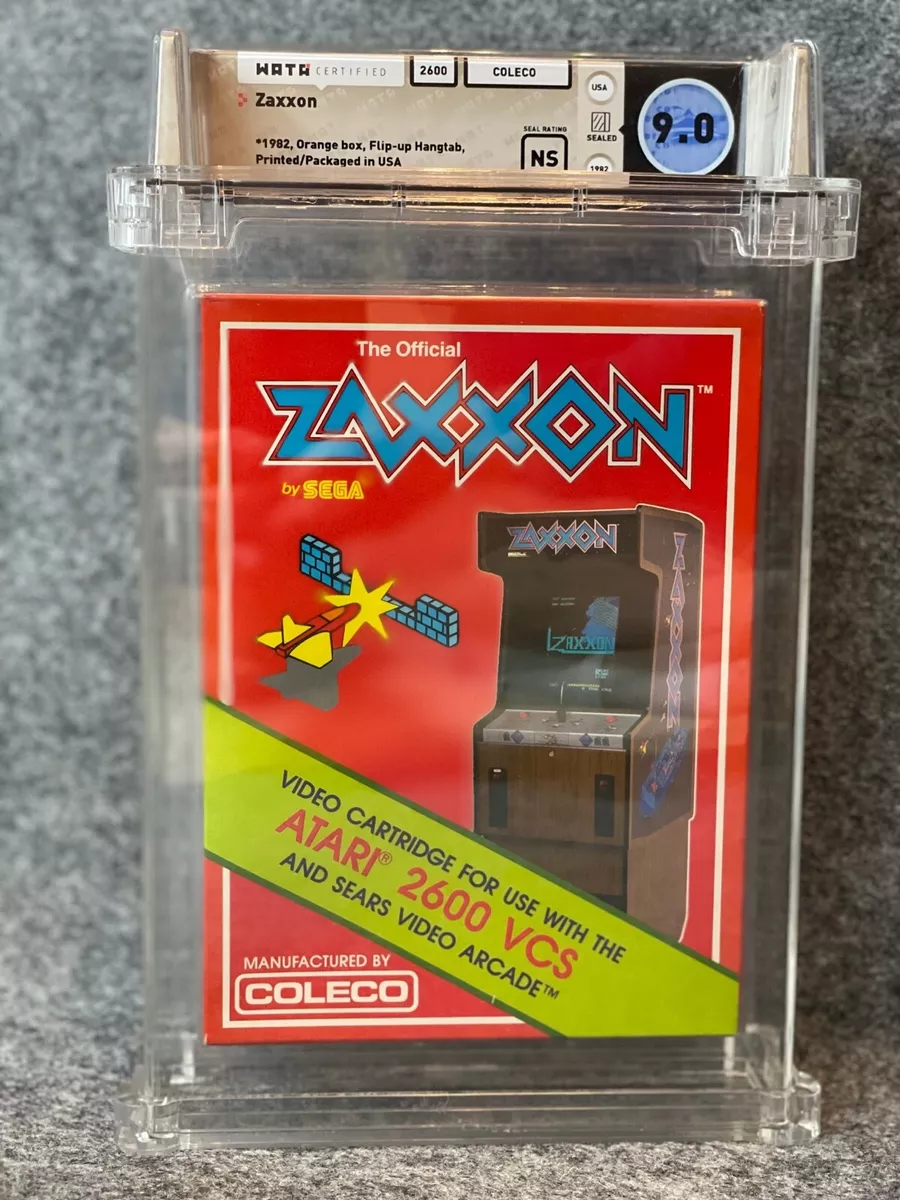 WATA CERTIFIED
2600
COLECO
USA
Zaxxon
9.0
SEAL RATING
SEALED
*1982, Orange box, Flip-up Hangtab,
NS
Printed/Packaged in USA
1982
The Official
ZAXXON™
by SEGA
ZAXXON
ZAXXON
ZAXXON
VIDEO CARTRIDGE FOR USE WITH THE
ATARI® 2600 VCS
AND SEARS VIDEO ARCADE™
MANUFACTURED BY
COLECO